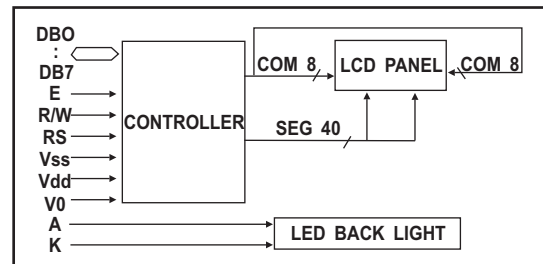 DBO
:
DB7
E
R/W
RS
Vss
Vdd
V0
A
K
CONTROLLER
COM 8
LCD PANEL
COM 8
SEG 40
LED BACK LIGHT